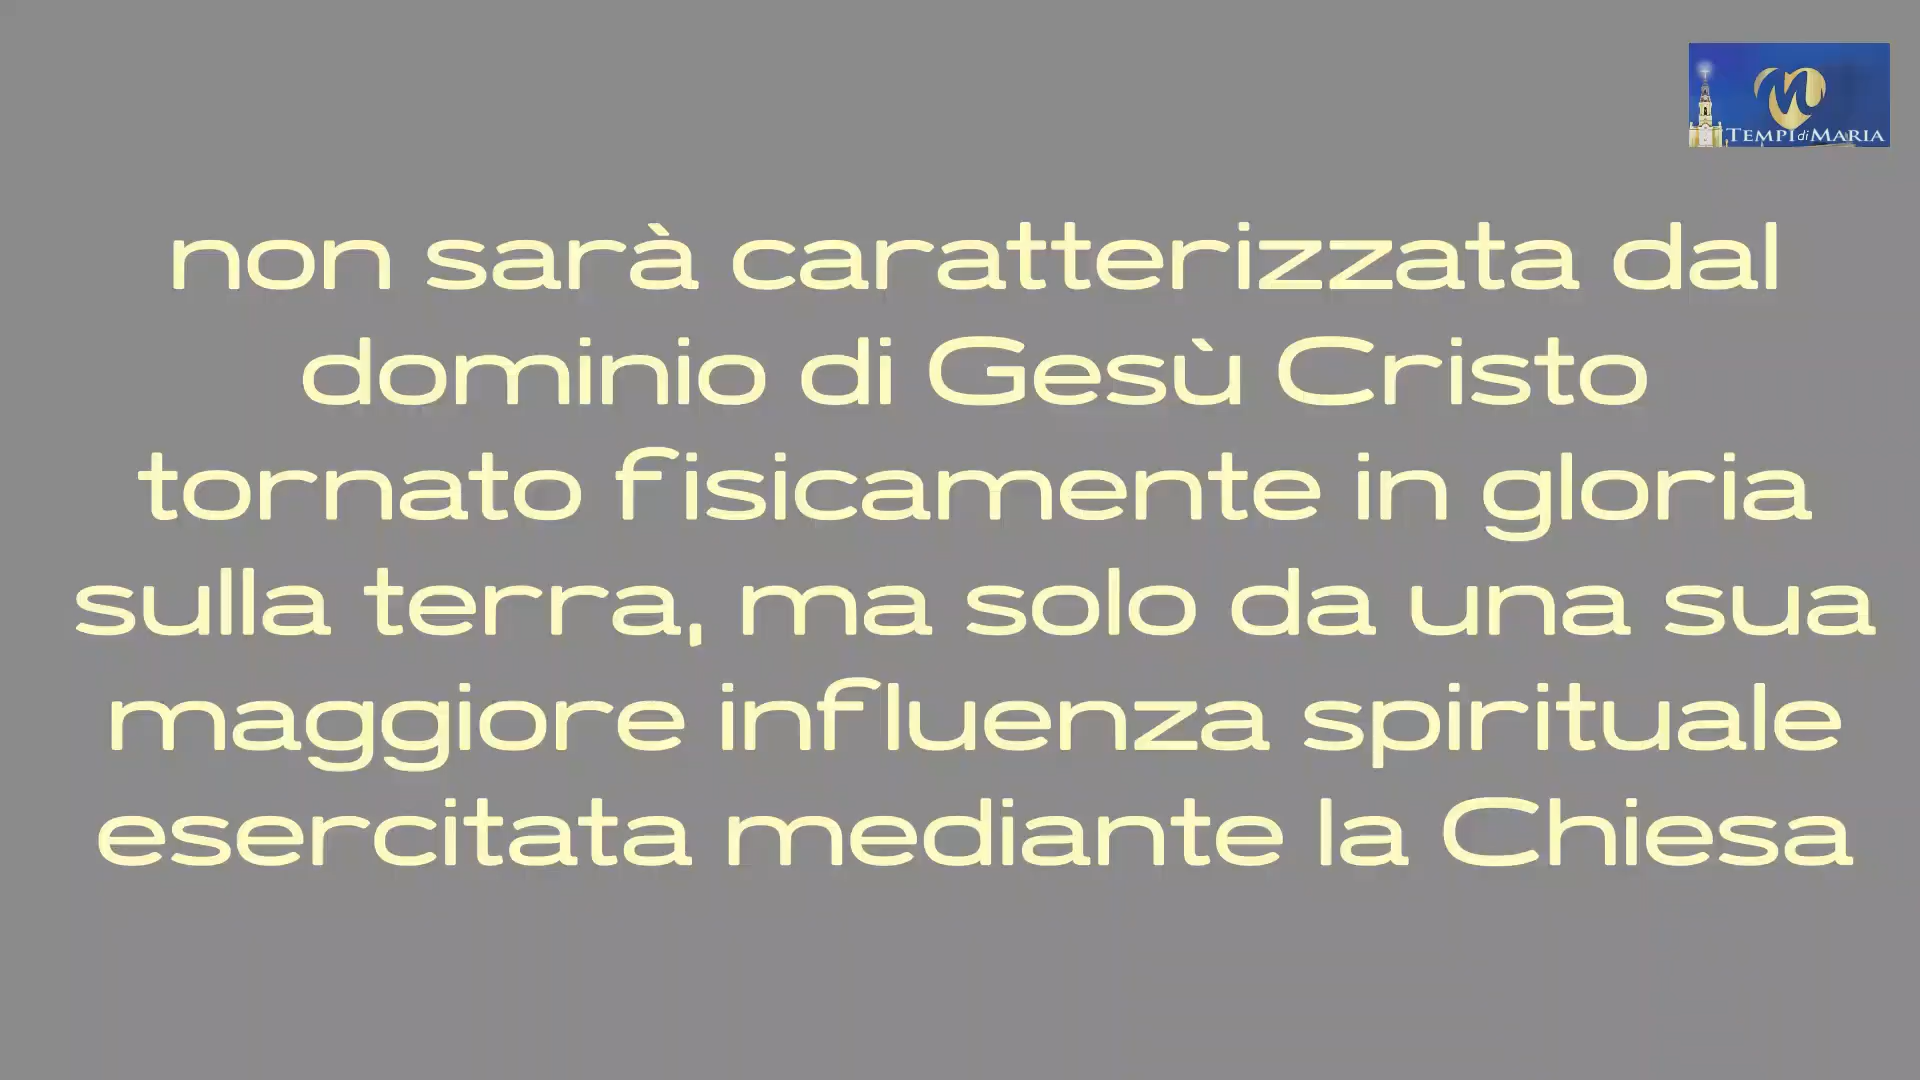 TEMPI di MARIA
non sarà caratterizzata dal
dominio di Gesù Cristo
tornato fisicamente in gloria
sulla terra, ma solo da una sua
maggiore influenza spirituale
esercitata mediante la Chiesa